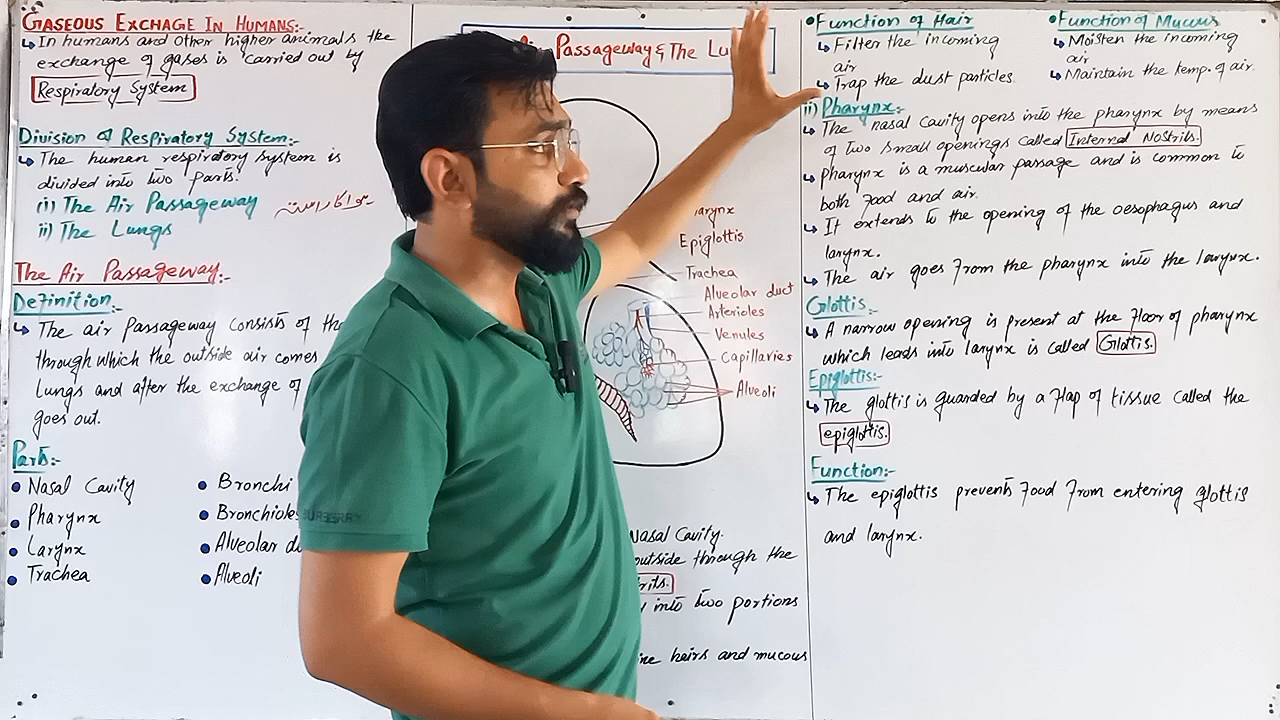 GASEOUS EXCHAGE IN HUMANS:-
↳ In humans and other higher animals the
exchange of gases is carried out by
Respiratory System
Division of Respiratory System:-
↳ The human respiratory system is
divided into two parts.
(i) The Air Passageway
ii) The Lungs
The Air Passageway:-
Definition:-
↳ The air passageway consists of the
through which the outside air comes
Lungs and after the exchange of
goes out.
Parts:-
• Nasal Cavity
• Pharynx
• Larynx
• Trachea
• Bronchi
• Bronchioles
• Alveolar
• Alveoli
Air Passageway & The
Epiglottis
Trachea
Alveolar duct
Arterioles
Venules
Capillaries
Alveoli
Nasal Cavity.
outside through the
into two portions
hairs and mucous
BURBERRY
• Function of Hair
↳ Filter the incoming
air
↳ Trap the dust particles.
• Function of Mucus
↳ Moisten the incoming
air
↳ Maintain the temp. of air.
ii) Pharynx:-
↳ The nasal cavity opens into the pharynx by means
of two small openings called Internal Nostrils.
↳ pharynx is a muscular passage and is common to
both food and air.
↳ It extends to the opening of the oesophagus and
larynx.
↳ The air goes from the pharynx into the larynx.
Glottis:-
↳ A narrow opening is present at the floor of pharynx
which leads into larynx is called Glottis.
Epiglottis:-
↳ The glottis is guarded by a flap of tissue called the
epiglottis.
Function:-
↳ The epiglottis prevents food from entering glottis
and larynx.